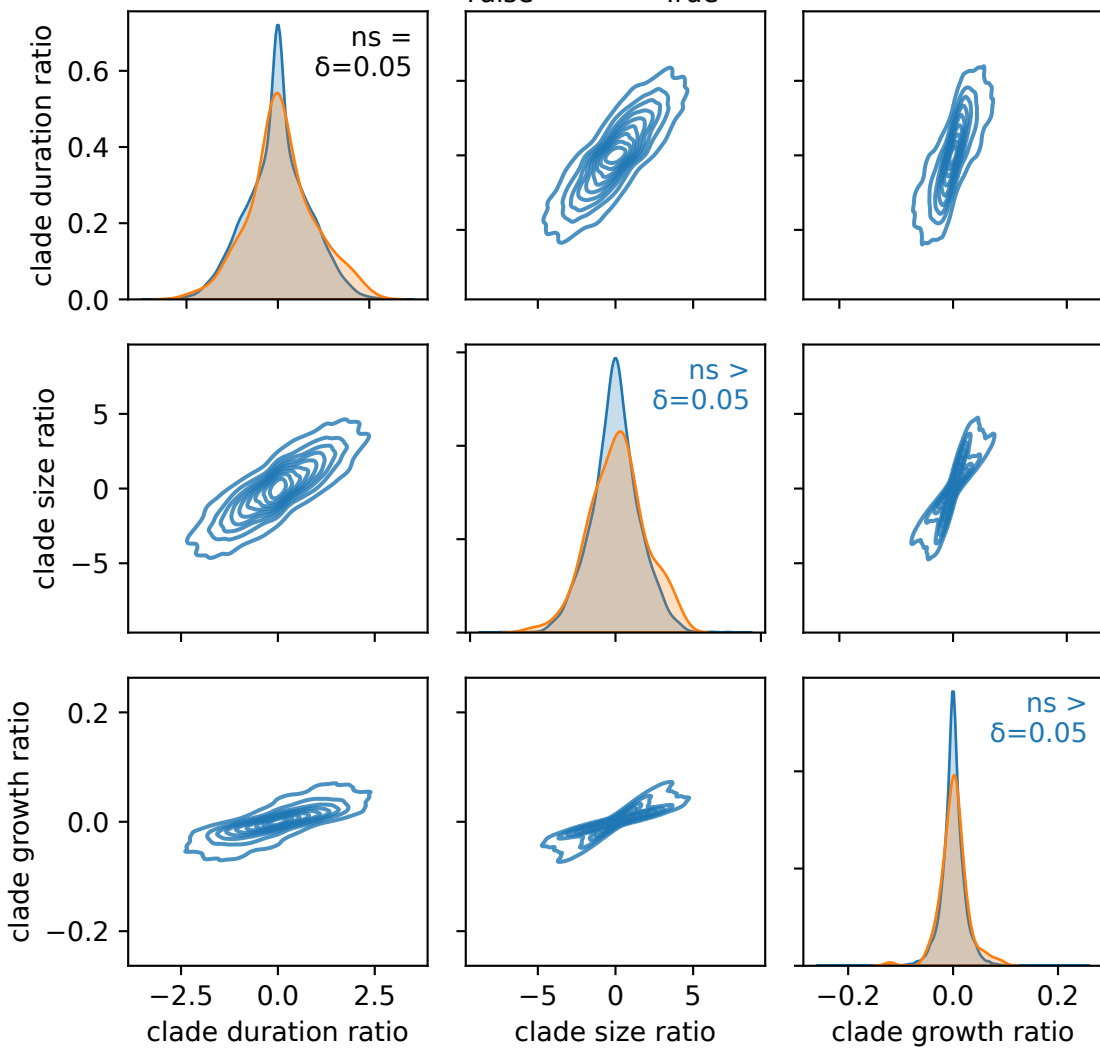 clade duration ratio
0.6
0.4
0.2
0.0
ns =
δ=0.05
clade size ratio
5
0
−5
ns >
δ=0.05
clade growth ratio
0.2
0.0
−0.2
ns >
δ=0.05
−2.5 0.0 2.5
−5 0 5
−0.2 0.0 0.2
clade duration ratio
clade size ratio
clade growth ratio